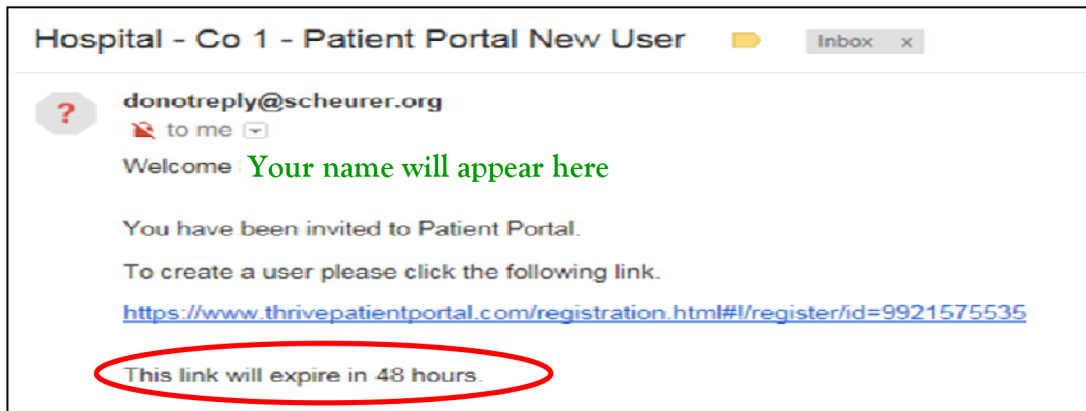 Hospital - Co 1 - Patient Portal New User Inbox x
?
donotreply@scheurer.org
to me
Welcome Your name will appear here
You have been invited to Patient Portal.
To create a user please click the following link.
https://www.thrivepatientportal.com/registration.html#!/register/id=9921575535
This link will expire in 48 hours.